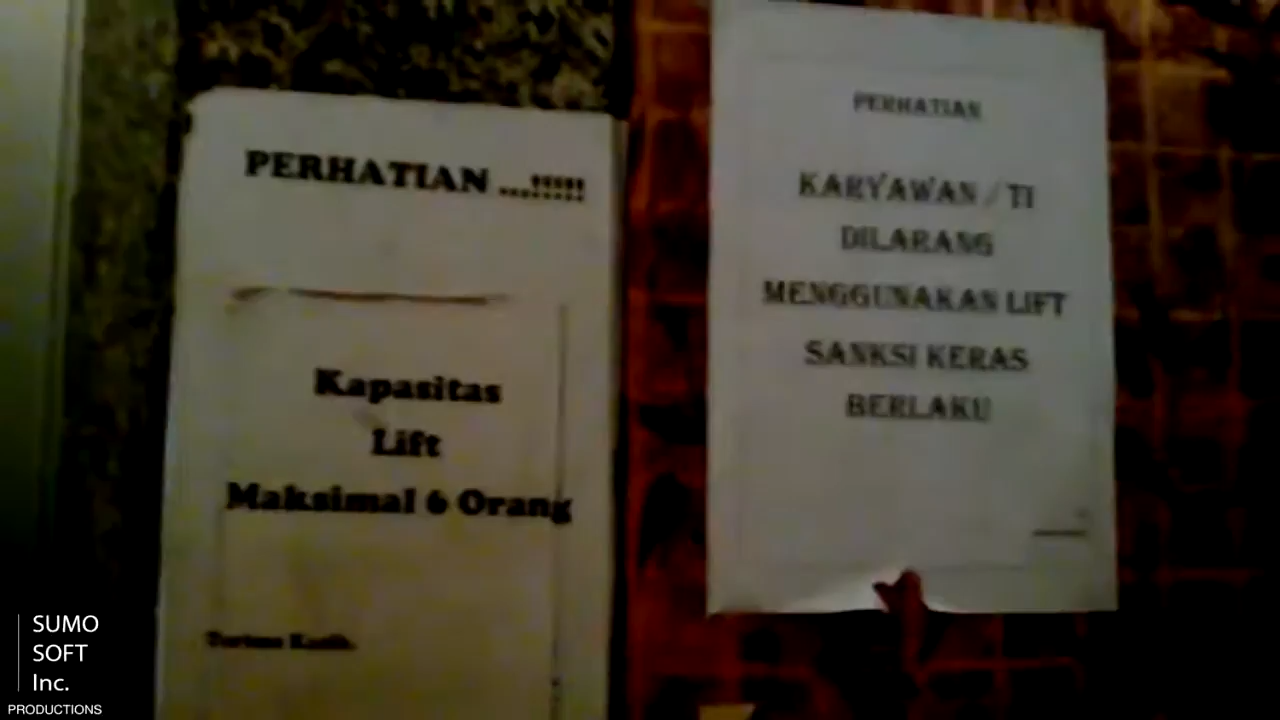 PERHATIAN ...!!!!!
Kapasitas
Lift
Maksimal 6 Orang
Kasih.
PERHATIAN
KARYAWAN / TI
DILARANG
MENGGUNAKAN LIFT
SANKSI KERAS
BERLAKU
SUMO
SOFT
Inc.
PRODUCTIONS